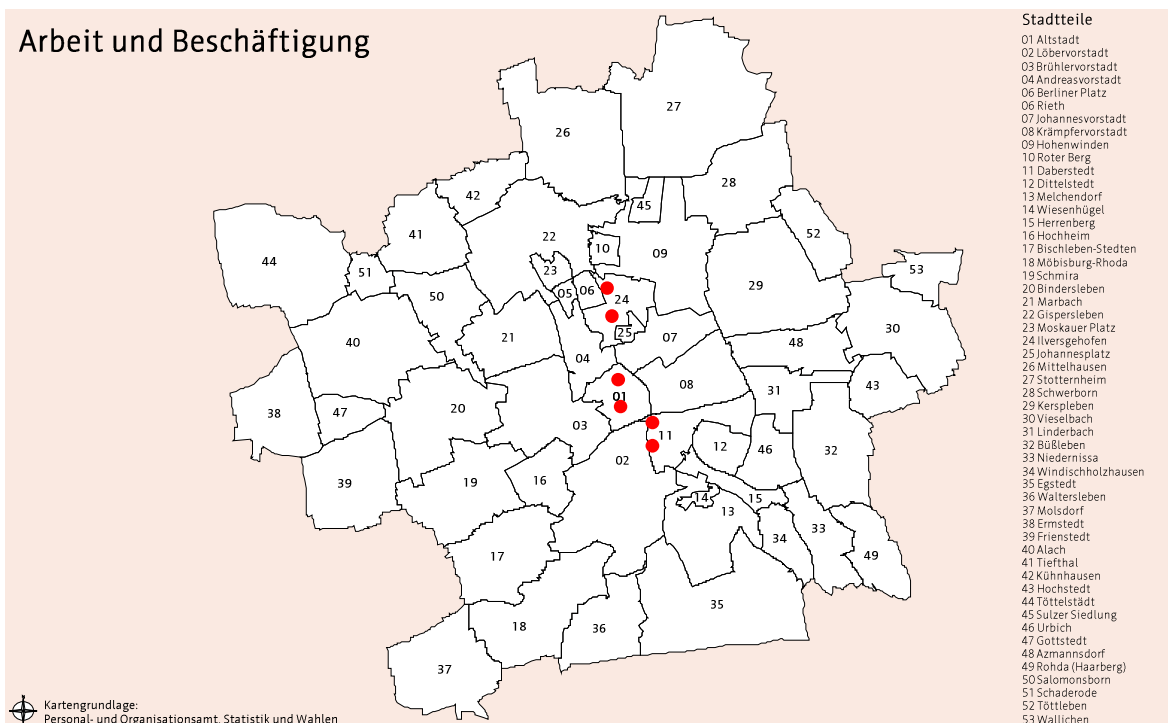 Arbeit und Beschäftigung
Stadtteile
01 Altstadt
02 Löbervorstadt
03 Brühlervorstadt
04 Andreasvorstadt
06 Berliner Platz
06 Rieth
07 Johannesvorstadt
08 Krämpfervorstadt
09 Hohenwinden
10 Roter Berg
11 Daberstedt
12 Dittelstedt
13 Melchendorf
14 Wiesenhügel
15 Herrenberg
16 Hochheim
17 Bischleben-Stedten
18 Möbisburg-Rhoda
19 Schmira
20 Bindersleben
21 Marbach
22 Gispersleben
23 Moskauer Platz
24 Ilversgehofen
25 Johannesplatz
26 Mittelhausen
27 Stotternheim
28 Schwerborn
29 Kerspleben
30 Vieselbach
31 Linderbach
32 Büßleben
33 Niedernissa
34 Windischholzhausen
35 Egstedt
36 Waltersleben
37 Molsdorf
38 Ermstedt
39 Frienstedt
40 Alach
41 Tiefthal
42 Kühnhausen
43 Hochstedt
44 Töttelstädt
45 Sulzer Siedlung
46 Urbich
47 Gottstedt
48 Azmannsdorf
49 Rohda (Haarberg)
50 Salomonsborn
51 Schaderode
52 Töttleben
53 Wallichen
27
26
28
42
45
41
22
52
10
09
44
23
51
53
05
06
50
24
29
30
25
21
07
40
48
04
08
43
31
01
38
47
20
03
11
12
46
32
02
16
19
39
14
15
13
33
34
17
49
35
18
36
37
Kartengrundlage:
Personal- und Organisationsamt, Statistik und Wahlen